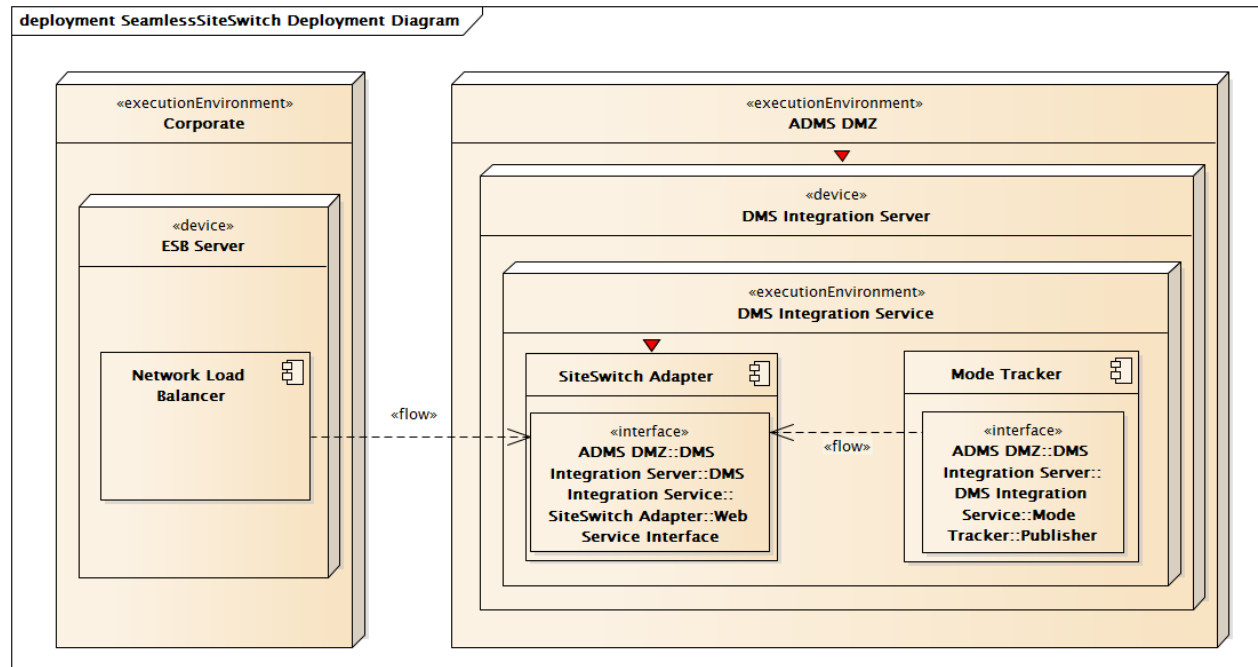 deployment SeamlessSiteSwitch Deployment Diagram
«executionEnvironment»
Corporate
«device»
ESB Server
Network Load
Balancer
«flow»
«executionEnvironment»
ADMS DMZ
«device»
DMS Integration Server
«executionEnvironment»
DMS Integration Service
SiteSwitch Adapter
«interface»
ADMS DMZ::DMS
Integration Server::DMS
Integration Service::
SiteSwitch Adapter::Web
Service Interface
«flow»
Mode Tracker
«interface»
ADMS DMZ::DMS
Integration Server::
DMS Integration
Service::Mode
Tracker::Publisher